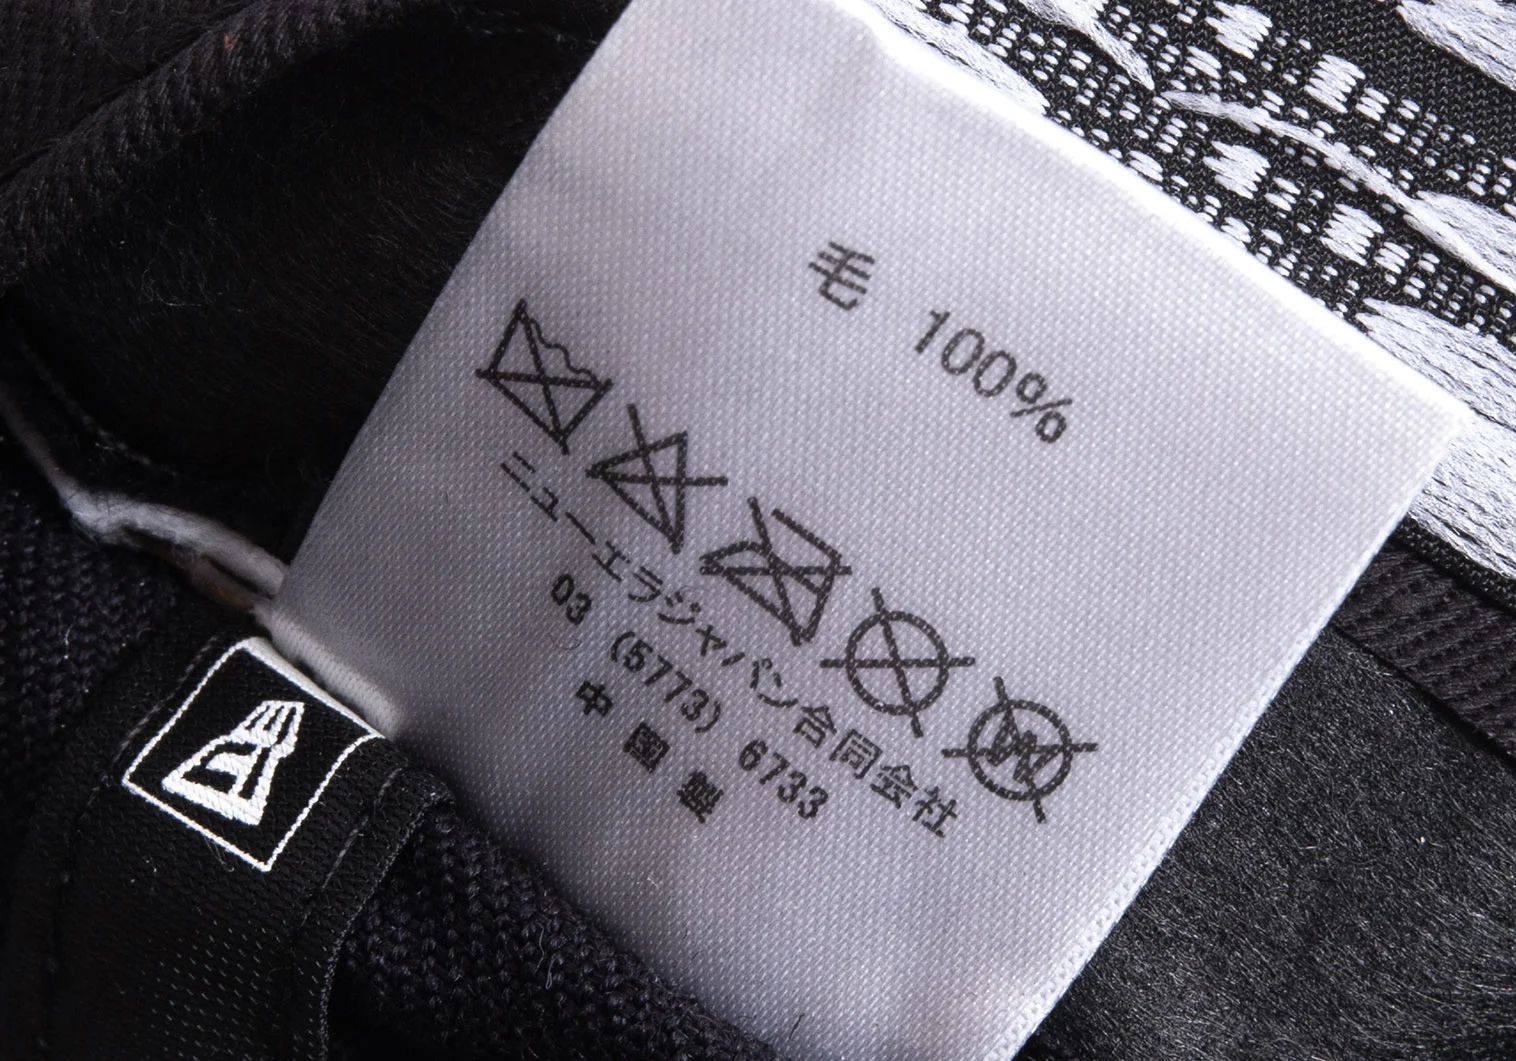 毛 100%
ニューエラジャパン合同会社
03 (5773) 6733
中国製